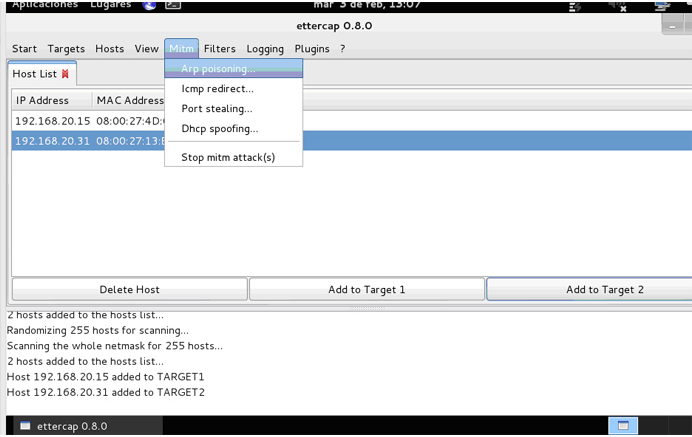 Aplicaciones Lugares mar 3 de feb, 13:07
ettercap 0.8.0
Start Targets Hosts View Mitm Filters Logging Plugins ?
Arp poisoning...
Host List
Icmp redirect...
IP Address MAC Address
Port stealing...
192.168.20.15 08:00:27:4D:
Dhcp spoofing...
192.168.20.31 08:00:27:13:
Stop mitm attack(s)
Delete Host Add to Target 1 Add to Target 2
2 hosts added to the hosts list...
Randomizing 255 hosts for scanning...
Scanning the whole netmask for 255 hosts...
2 hosts added to the hosts list...
Host 192.168.20.15 added to TARGET1
Host 192.168.20.31 added to TARGET2
ettercap 0.8.0